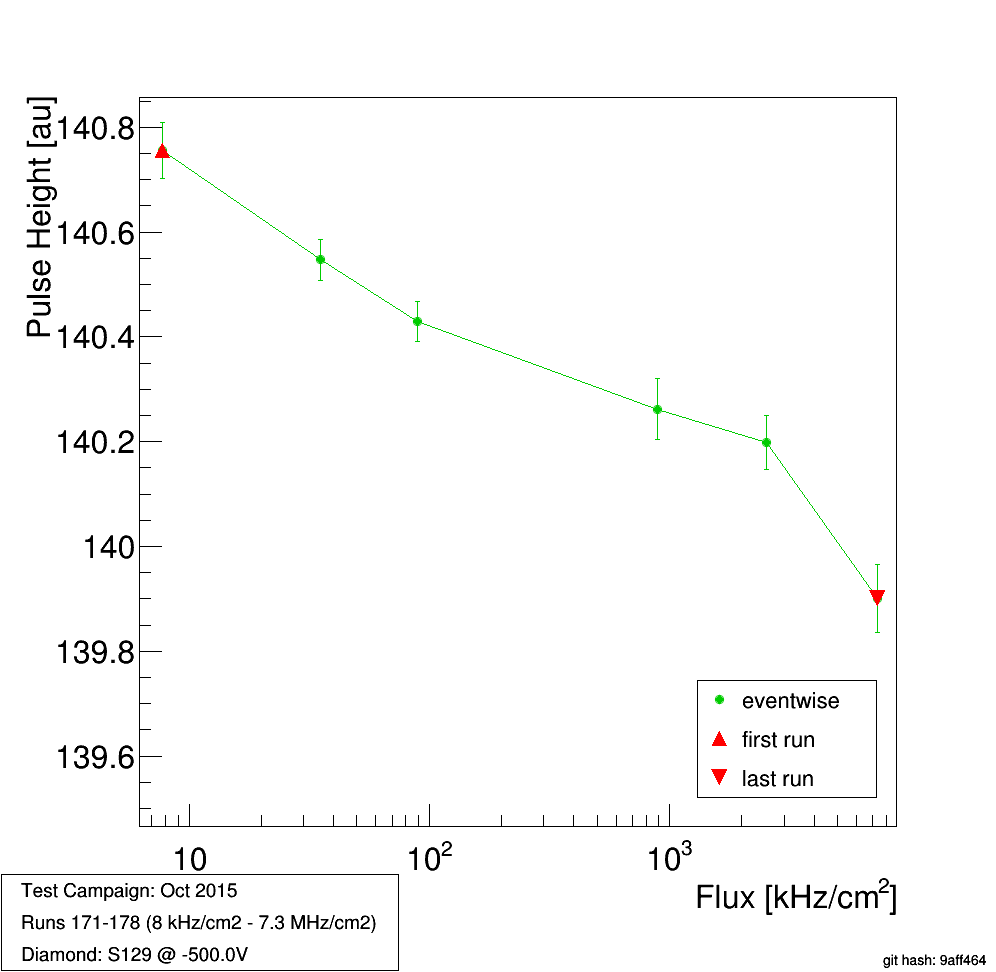 Pulse Height [au]
140.8
140.6
140.4
140.2
140
139.8
139.6
eventwise
first run
last run
10
10²
10³
Flux [kHz/cm²]
Test Campaign: Oct 2015
Runs 171-178 (8 kHz/cm2 - 7.3 MHz/cm2)
Diamond: S129 @ -500.0V
git hash: 9aff464